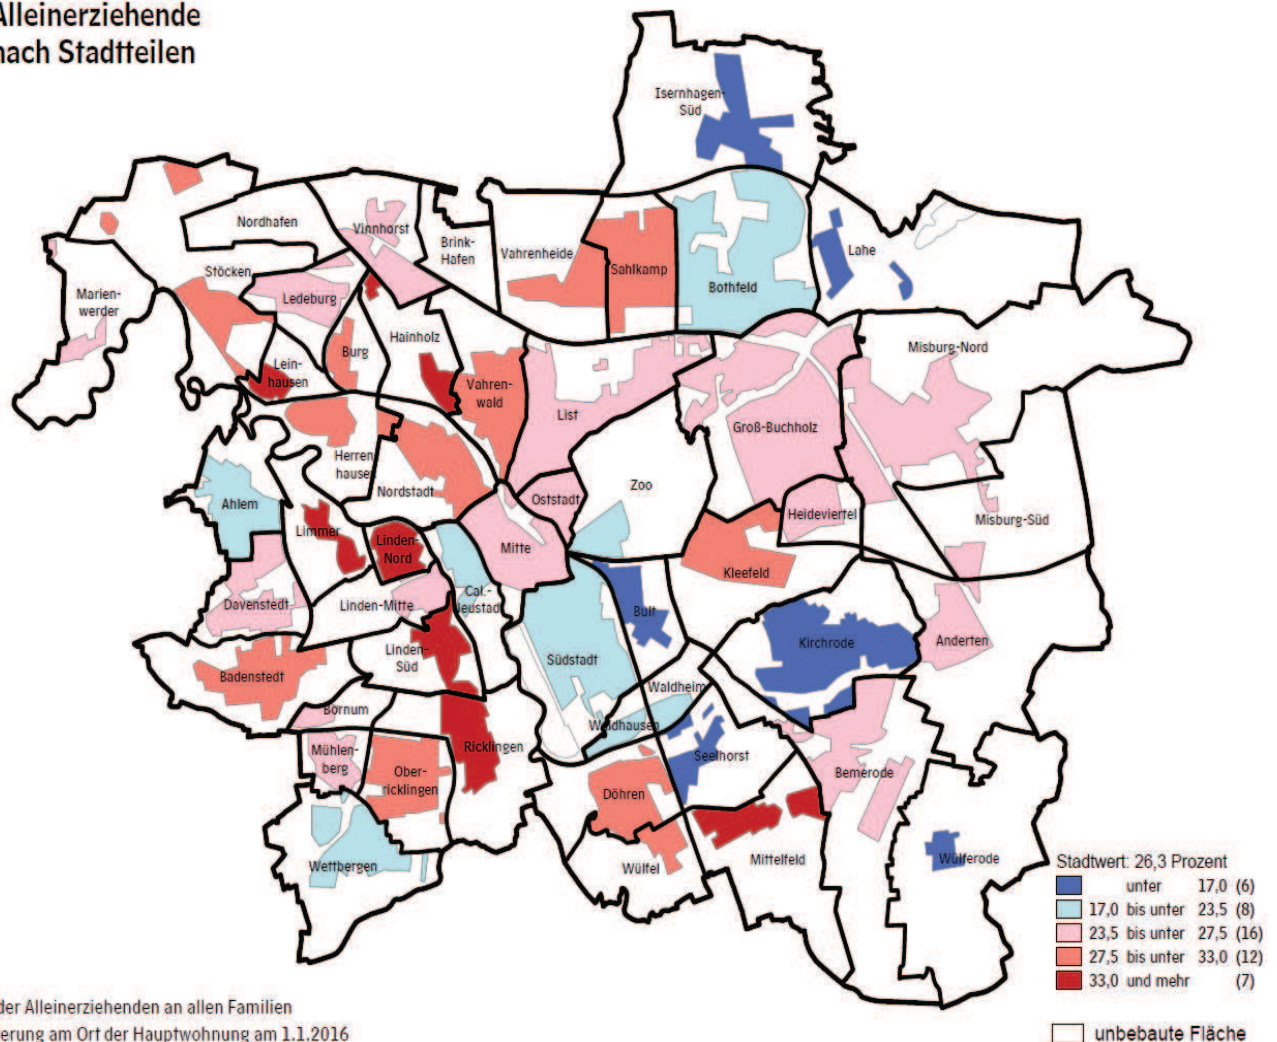 Alleinerziehende
nach Stadtteilen
Isernhagen-
Süd
Nordhafen
Vinnhorst
Brink-
Hafen
Vahrenheide
Sahlkamp
Bothfeld
Lahe
Stöcken
Ledeburg
Marien-
werder
Hainholz
Burg
Lein-
hausen
Vahren-
wald
List
Groß-Buchholz
Misburg-Nord
Herren
hausen
Nordstadt
Zoo
Oststadt
Ahlem
Limmer
Linden-
Nord
Mitte
Heideviertel
Misburg-Süd
Kleefeld
Davenstedt
Linden-Mitte
Cal.-
Neustadt
Bult
Kirchrode
Anderten
Linden-
Süd
Südstadt
Badenstedt
Waldheim
Bornum
Waldhausen
Mühlen-
berg
Ricklingen
Seelhorst
Ober-
ricklingen
Döhren
Bemerode
Wettbergen
Wülfel
Mittelfeld
Wülferode
Stadtwert: 26,3 Prozent
unter 17,0 (6)
17,0 bis unter 23,5 (8)
23,5 bis unter 27,5 (16)
27,5 bis unter 33,0 (12)
33,0 und mehr (7)
unbebaute Fläche
der Alleinerziehenden an allen Familien
erung am Ort der Hauptwohnung am 1.1.2016